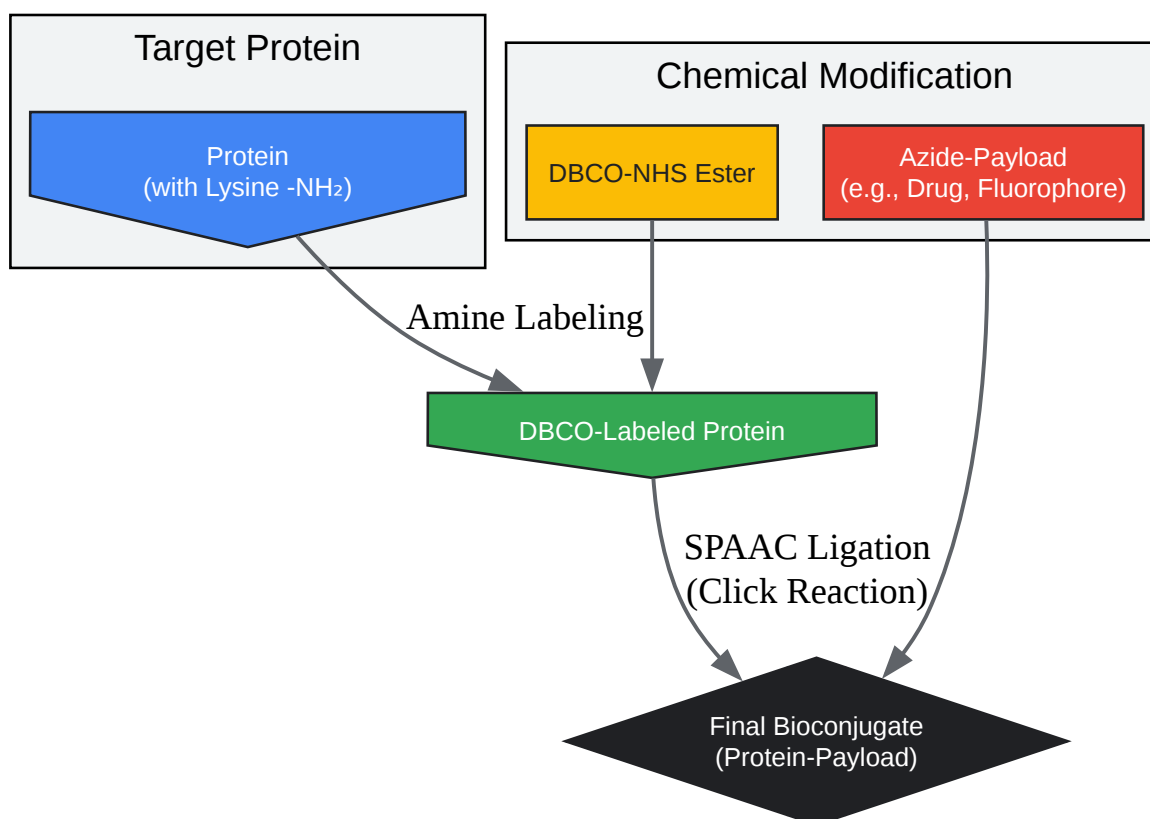 Target Protein
Chemical Modification
Protein
(with Lysine -NH₂)
DBCO-NHS Ester
Azide-Payload
(e.g., Drug, Fluorophore)
Amine Labeling
DBCO-Labeled Protein
SPAAC Ligation
(Click Reaction)
Final Bioconjugate
(Protein-Payload)